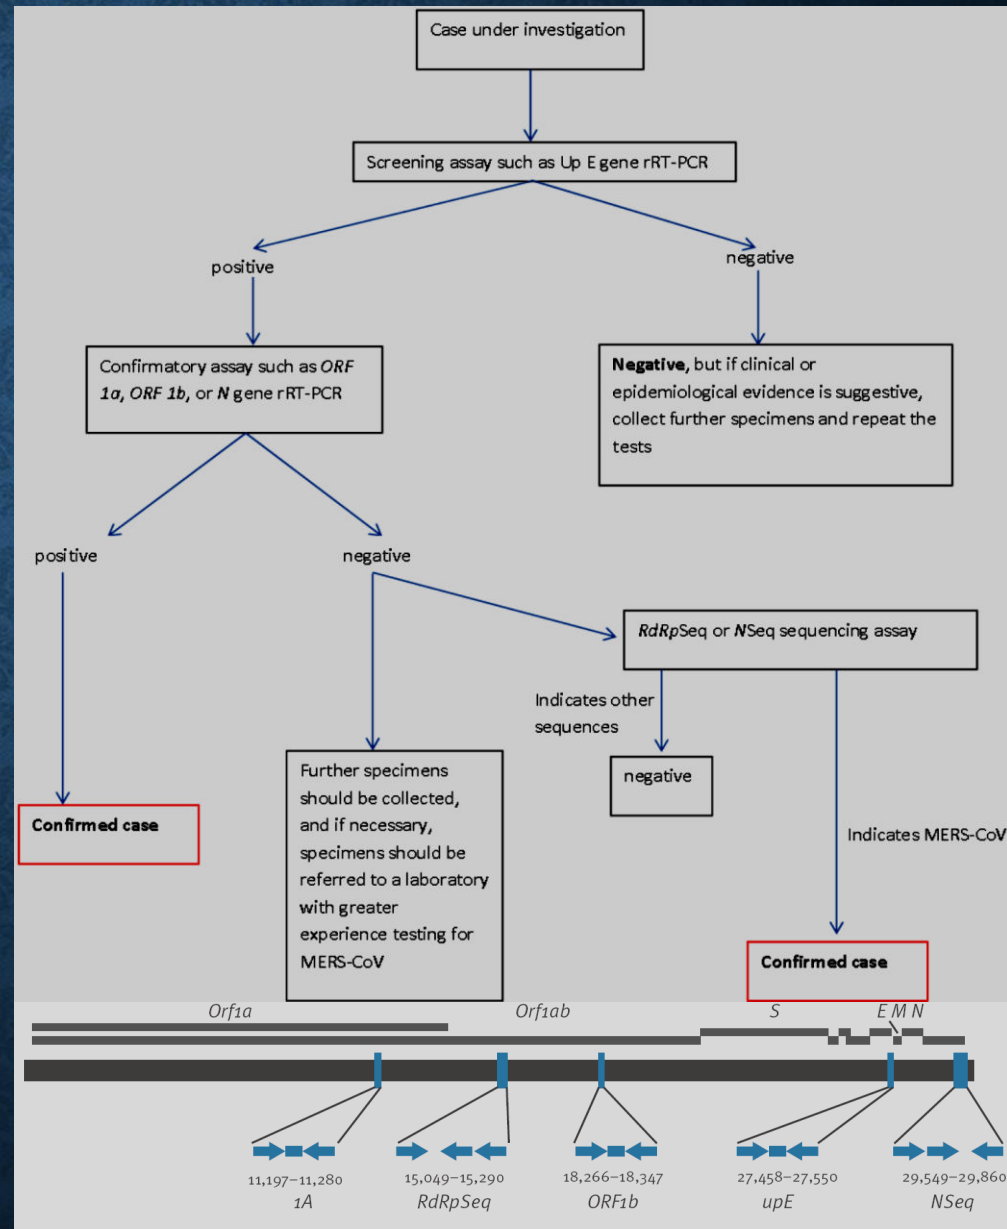 Case under investigation
Screening assay such as Up E gene rRT-PCR
positive
negative
Confirmatory assay such as ORF
1a, ORF 1b, or N gene rRT-PCR
Negative, but if clinical or
epidemiological evidence is suggestive,
collect further specimens and repeat the
tests
positive
negative
RdRpSeq or NSeq sequencing assay
Indicates other
sequences
negative
Further specimens
should be collected,
and if necessary,
specimens should be
referred to a laboratory
with greater
experience testing for
MERS-CoV
Confirmed case
Indicates MERS-CoV
Confirmed case
Orf1a
Orf1ab
S
E M N
11,197–11,280
15,049–15,290
18,266–18,347
27,458–27,550
29,549–29,860
1A
RdRpSeq
ORF1b
upE
NSeq